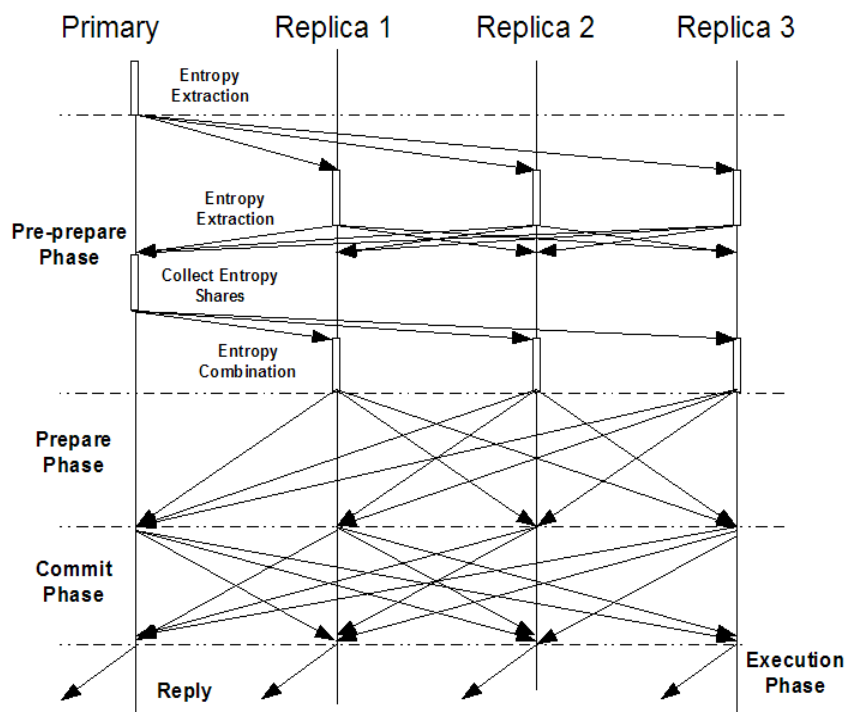 Primary
Replica 1
Replica 2
Replica 3
Entropy
Extraction
Entropy
Extraction
Pre-prepare
Phase
Collect Entropy
Shares
Entropy
Combination
Prepare
Phase
Commit
Phase
Reply
Execution
Phase